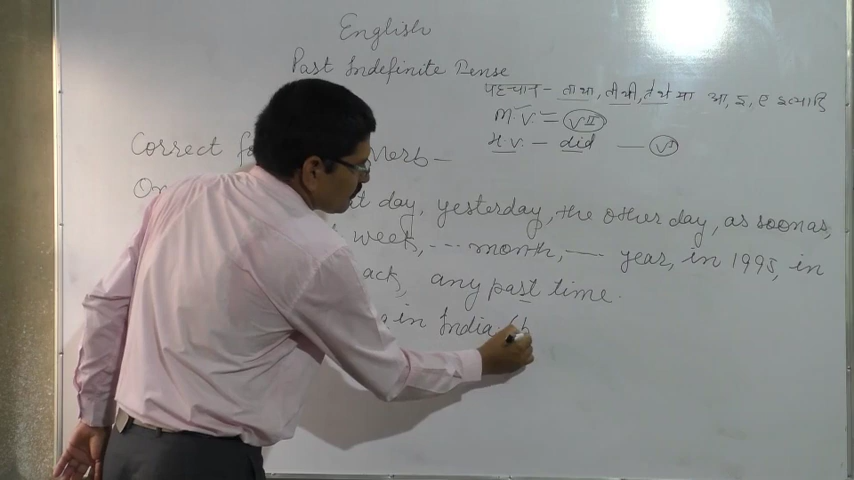 English
Past Indefinite Tense
पहचान - ता था, ती थी, ते थे या आ, ई, ए इत्यादि
M.V. = VII
H.V. - did — VI
Correct verb -
day, yesterday, the other day, as soon as,
week, ... month, --- year, in 1995, in
any past time.
in India. (